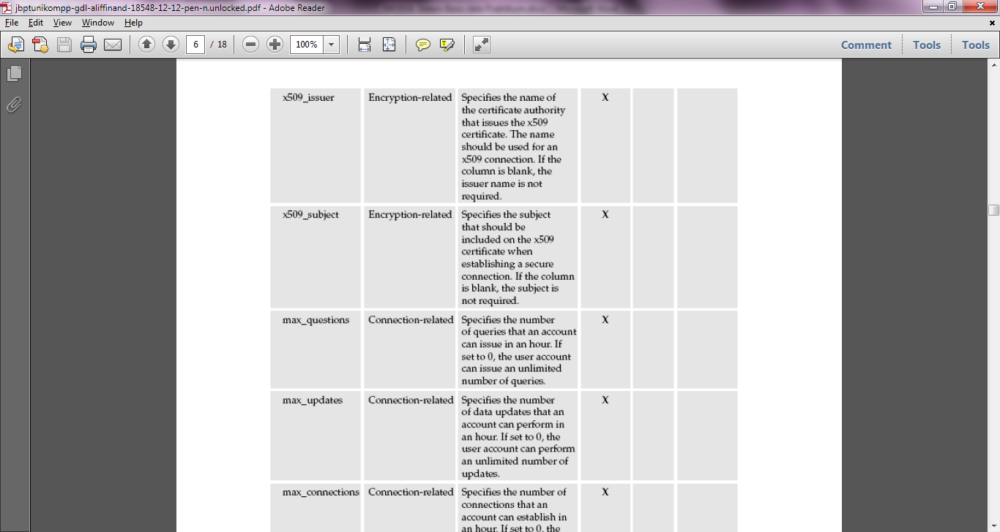 jbptunikompp-gdl-aliffinand-18548-12-12-pen-n.unlocked.pdf - Adobe Reader
File Edit View Window Help
6 / 18 100% Comment Tools Tools
x509_issuer Encryption-related Specifies the name of X
the certificate authority
that issues the x509
certificate. The name
should be used for an
x509 connection. If the
column is blank, the
issuer name is not
required.
x509_subject Encryption-related Specifies the subject X
that should be
included on the x509
certificate when
establishing a secure
connection. If the column
is blank, the subject is
not required.
max_questions Connection-related Specifies the number X
of queries that an account
can issue in an hour. If
set to 0, the user account
can issue an unlimited
number of queries.
max_updates Connection-related Specifies the number X
of data updates that an
account can perform in
an hour. If set to 0, the
user account can perform
an unlimited number of
updates.
max_connections Connection-related Specifies the number of X
connections that an
account can establish in
an hour. If set to 0, the